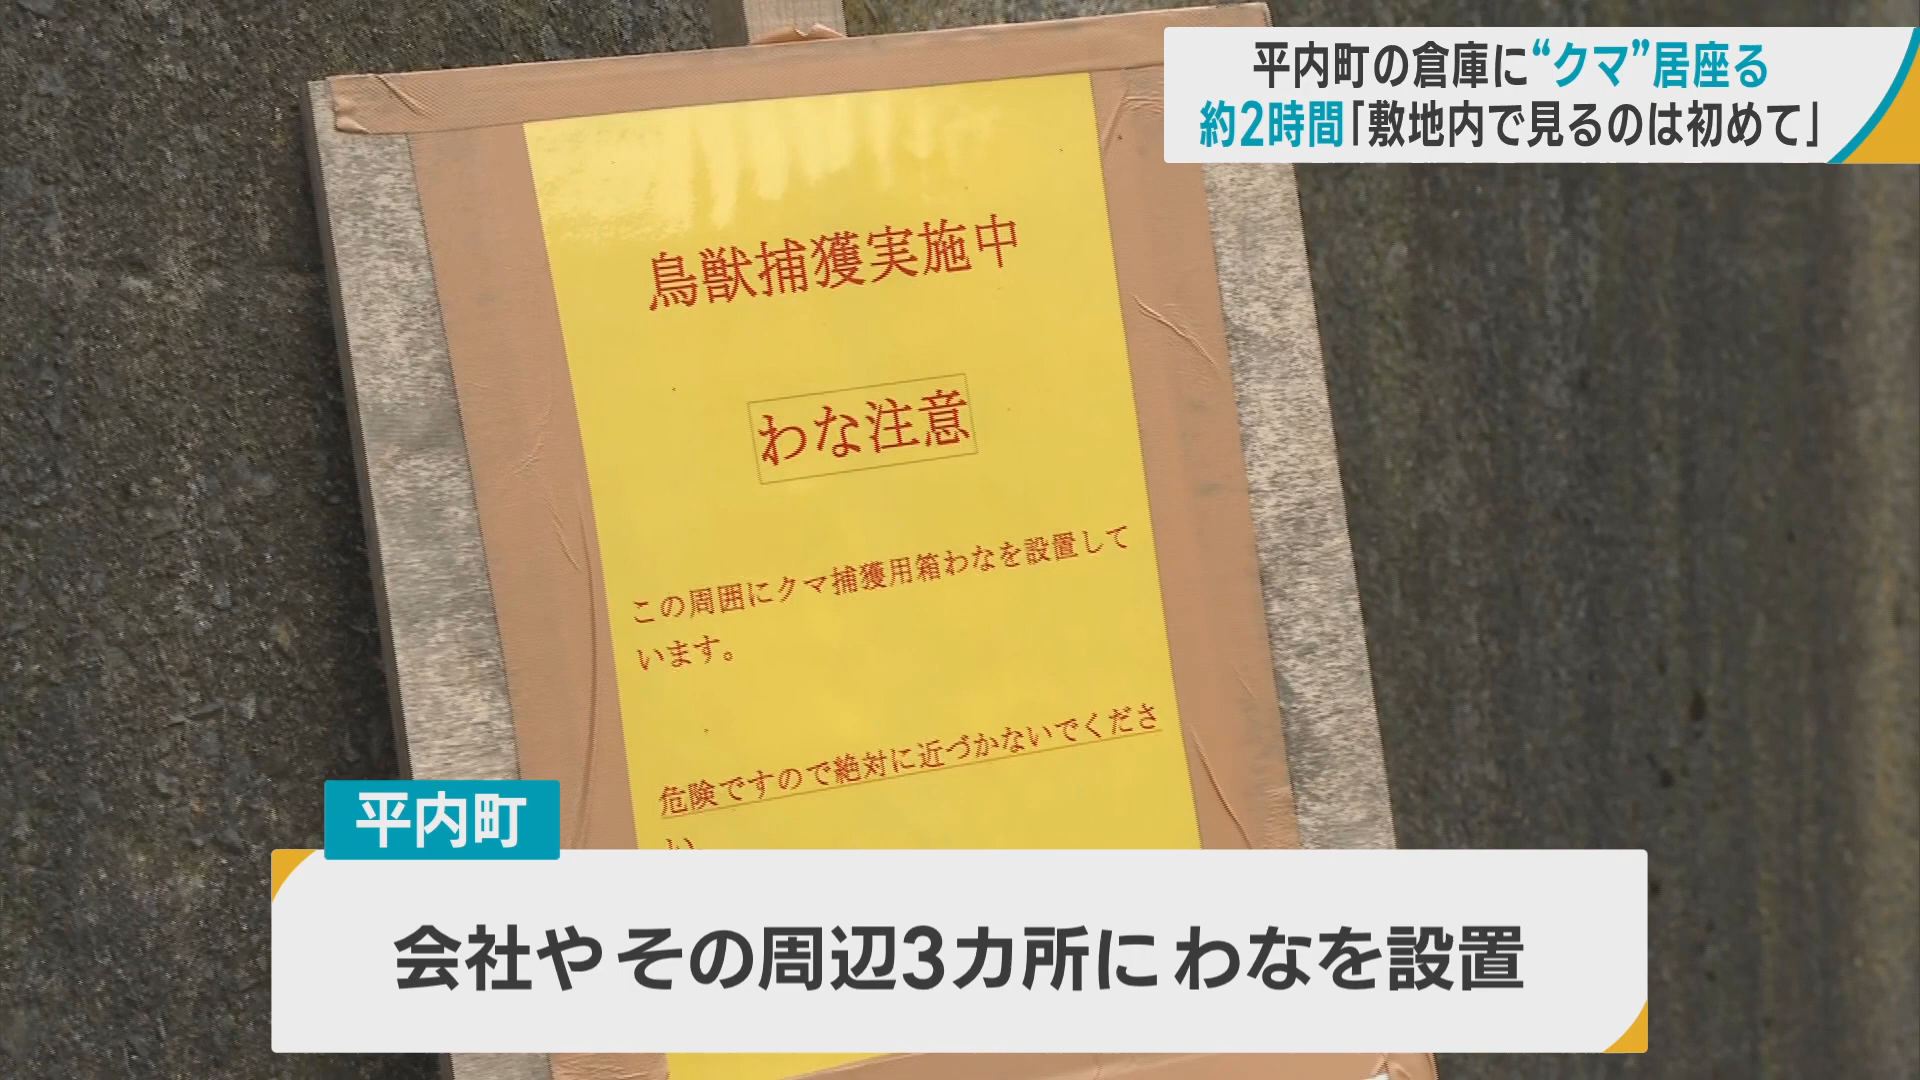 平内町の倉庫に“クマ”居座る
約2時間「敷地内で見るのは初めて」
鳥獣捕獲実施中
わな注意
この周囲にクマ捕獲用箱わなを設置して
います。
危険ですので絶対に近づかないでくださ
い。
平内町
会社や その周辺3カ所に わなを設置